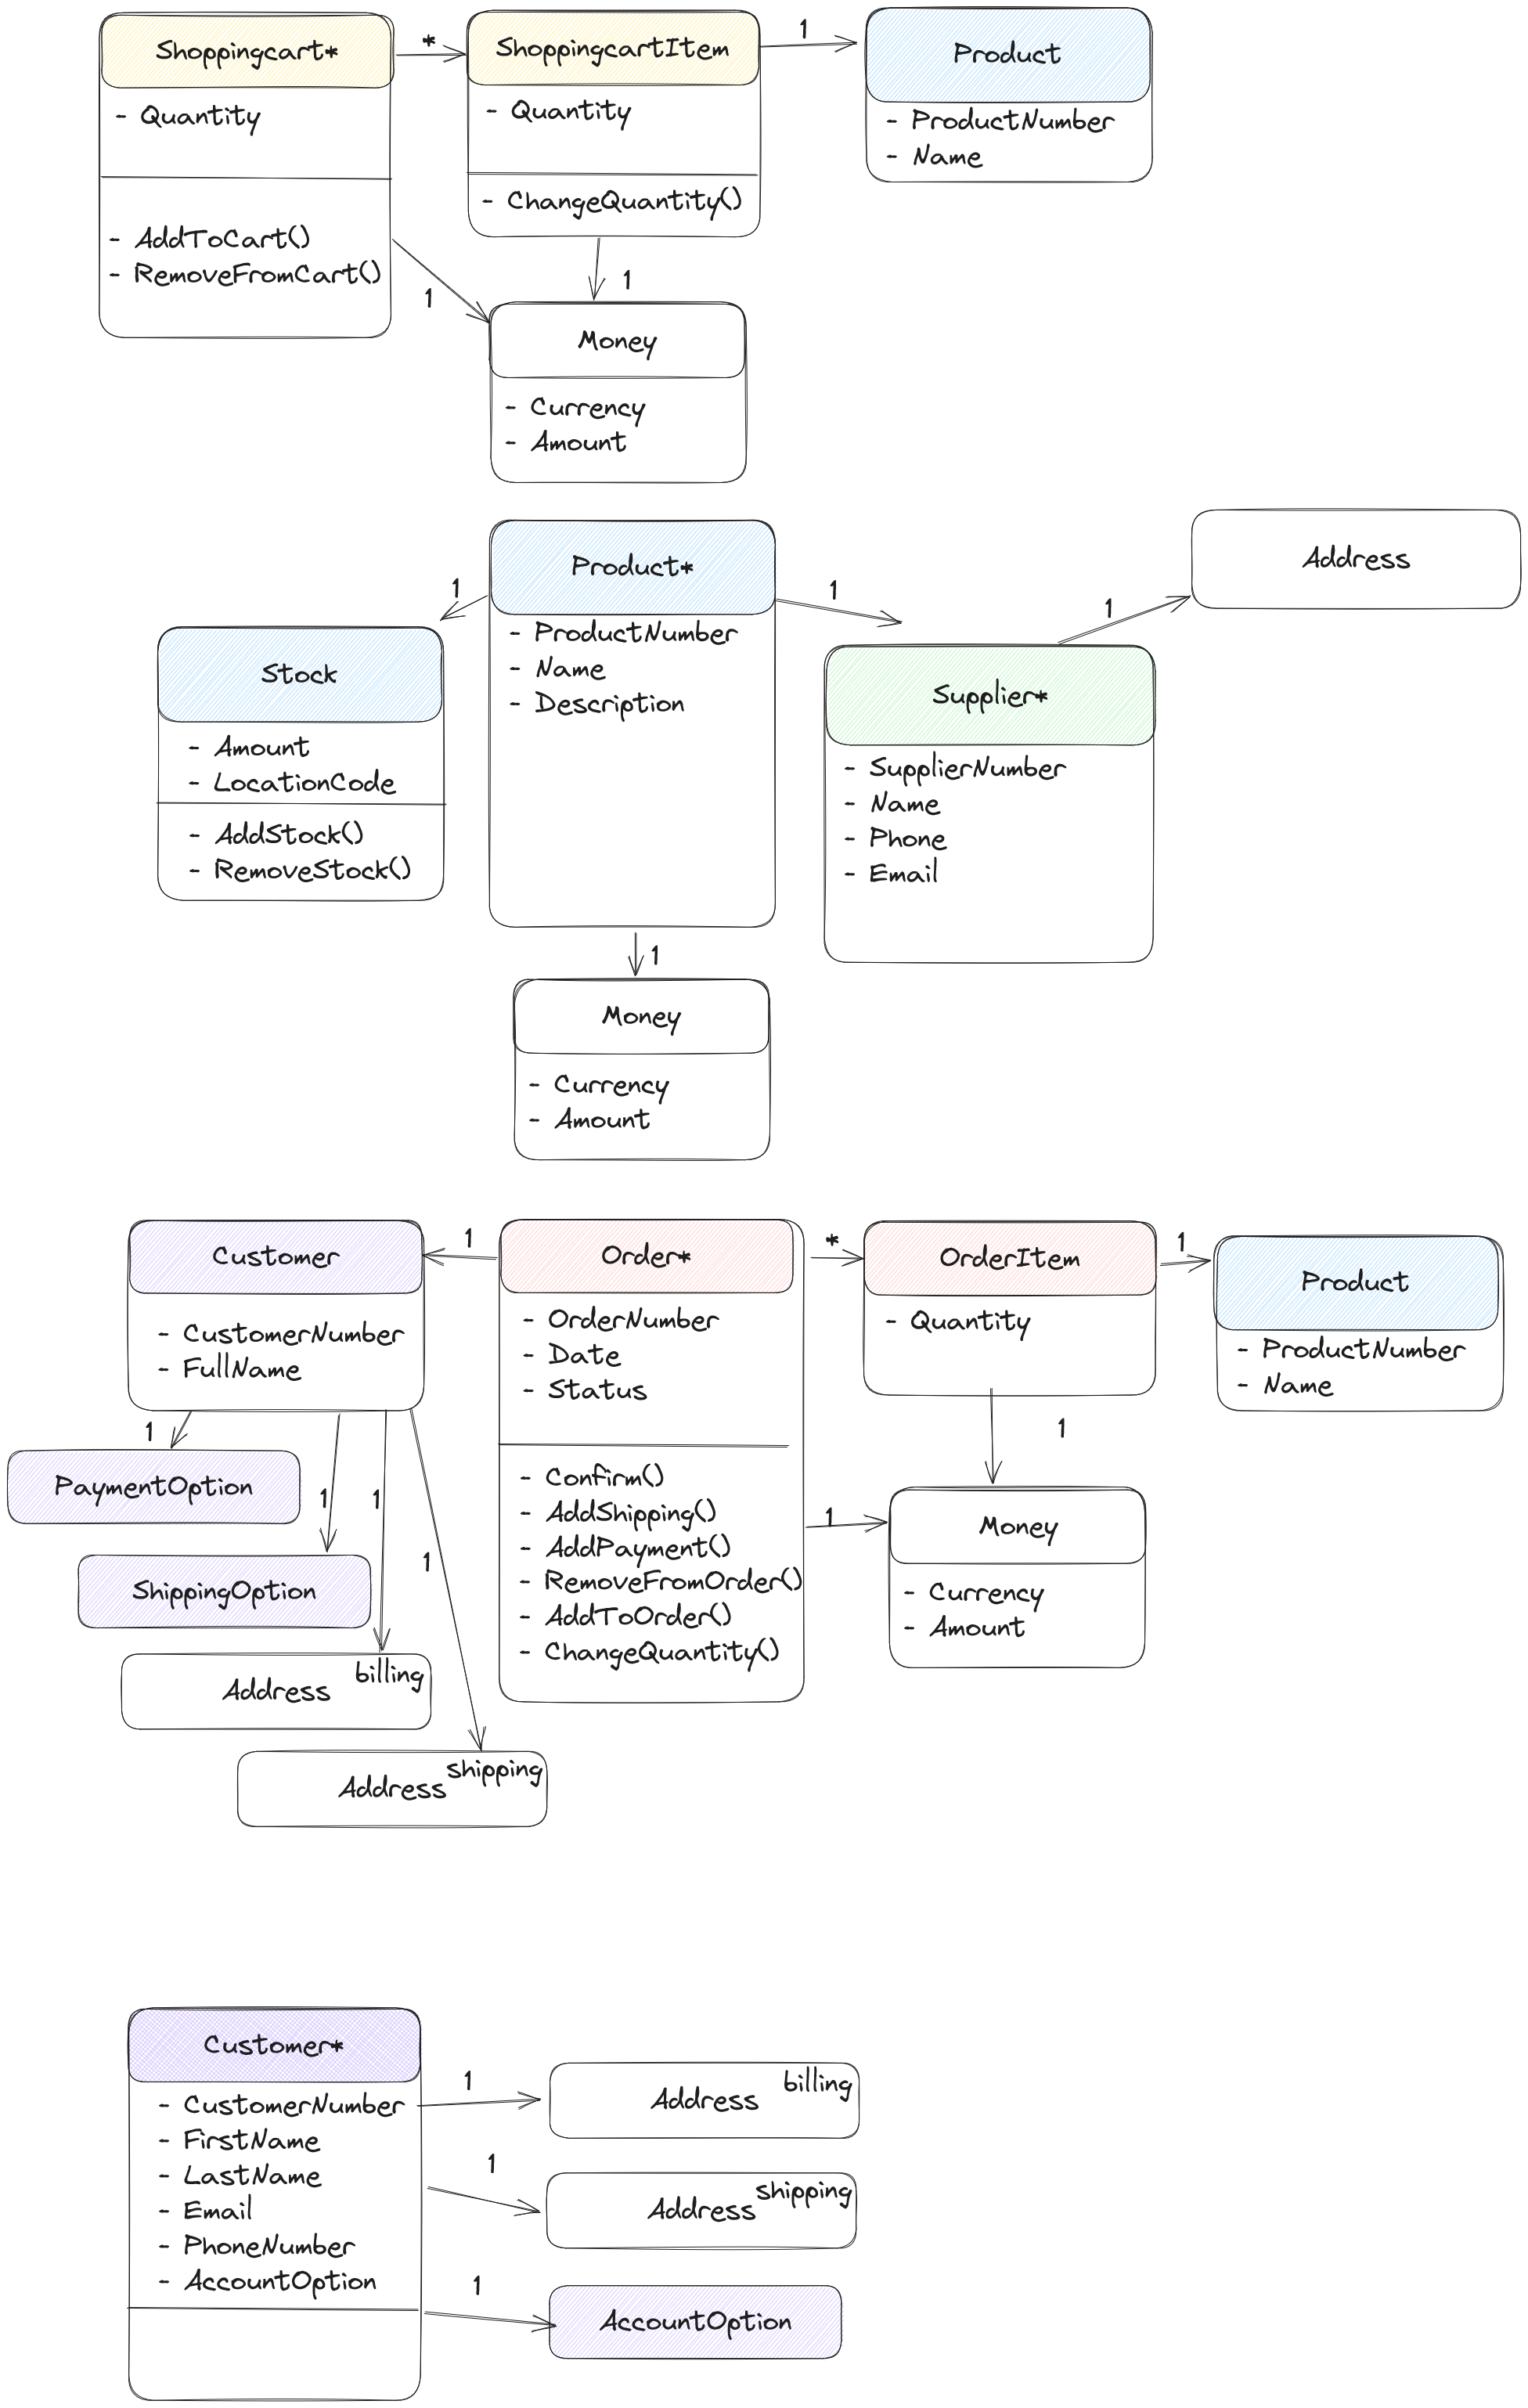 Shoppingcart*
- Quantity
- AddToCart()
- RemoveFromCart()
*
ShoppingcartItem
- Quantity
- ChangeQuantity()
1
Product
- ProductNumber
- Name
1
1
Money
- Currency
- Amount
Product*
- ProductNumber
- Name
- Description
1
Stock
- Amount
- LocationCode
- AddStock()
- RemoveStock()
1
Supplier*
- SupplierNumber
- Name
- Phone
- Email
1
Address
1
Money
- Currency
- Amount
Customer
- CustomerNumber
- FullName
1
Order*
- OrderNumber
- Date
- Status
- Confirm()
- AddShipping()
- AddPayment()
- RemoveFromOrder()
- AddToOrder()
- ChangeQuantity()
*
OrderItem
- Quantity
1
Product
- ProductNumber
- Name
1
1
Money
- Currency
- Amount
1
PaymentOption
1
ShippingOption
1
billing
Address
1
shipping
Address
Customer*
- CustomerNumber
- FirstName
- LastName
- Email
- PhoneNumber
- AccountOption
1
billing
Address
1
shipping
Address
1
AccountOption